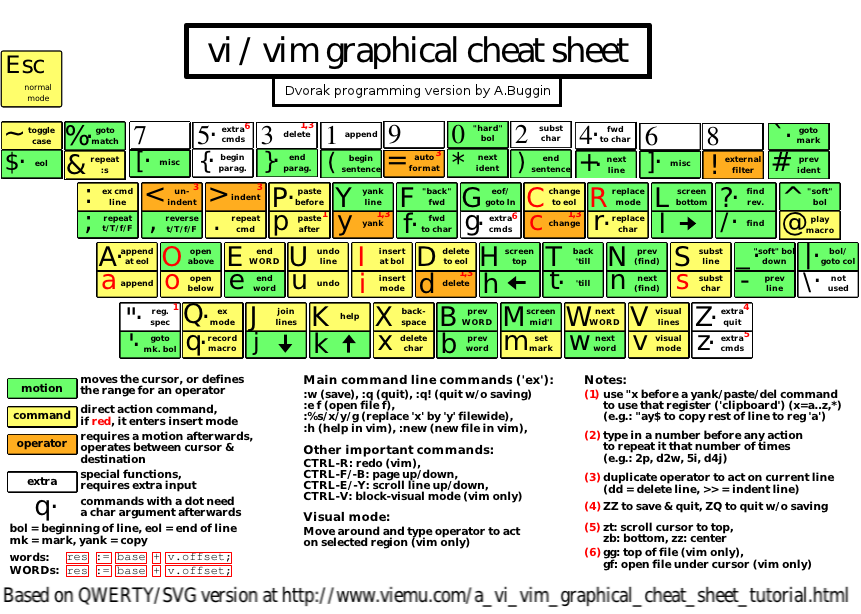 vi / vim graphical cheat sheet
Dvorak programming version by A.Buggin
Esc
normal
mode
~ toggle case
%· goto match
7
5· extra cmds 6
3 delete 1,3
1 append
9
0 "hard" bol
2 subst char
4· fwd to char
6
8
`· goto mark
$· eol
& repeat :s
[· misc
{· begin parag.
} end parag.
( begin sentence
= auto format 3
* next ident
) end sentence
+ next line
]· misc
! external filter
# prev ident
: ex cmd line
< un-indent 3
> indent 3
P· paste before
Y yank line
F "back" fwd
G eof/ goto ln
C change to eol
R replace mode
L screen bottom
?· find rev.
^ "soft" bol
; repeat t/T/f/F
, reverse t/T/f/F
. repeat cmd
p paste after 1
y yank 1,3
f· fwd to char
g· extra cmds 6
c change 1,3
r· replace char
l →
/· find
@ play macro
A· append at eol
O open above
E end WORD
U undo line
I insert at bol
D delete to eol
H screen top
T back 'till
N prev (find)
S subst line
_ "soft" bol down
|· bol/ goto col
a append
o open below
e end word
u undo
i insert mode
d delete 1,3
h ←
t· 'till
n next (find)
s subst char
- prev line
\· not used
"· reg. spec 1
Q· ex mode
J join lines
K help
X back-space
B prev WORD
M screen mid'l
W next WORD
V visual lines
Z· extra quit 4
'· goto mk. bol
q· record macro
j ↓
k ↑
x delete char
b prev word
m set mark
w next word
v visual mode
z· extra cmds 5
motion moves the cursor, or defines
the range for an operator
command direct action command,
if red, it enters insert mode
operator requires a motion afterwards,
operates between cursor &
destination
extra special functions,
requires extra input
q· commands with a dot need
a char argument afterwards
bol = beginning of line, eol = end of line
mk = mark, yank = copy
words: res := base + v.offset;
WORDs: res := base + v.offset;
Main command line commands ('ex'):
:w (save), :q (quit), :q! (quit w/o saving)
:e f (open file f),
:%s/x/y/g (replace 'x' by 'y' filewide),
:h (help in vim), :new (new file in vim),
Other important commands:
CTRL-R: redo (vim),
CTRL-F/-B: page up/down,
CTRL-E/-Y: scroll line up/down,
CTRL-V: block-visual mode (vim only)
Visual mode:
Move around and type operator to act
on selected region (vim only)
Notes:
(1) use "x before a yank/paste/del command
to use that register ('clipboard') (x=a..z,*)
(e.g.: "ay$ to copy rest of line to reg 'a')
(2) type in a number before any action
to repeat it that number of times
(e.g.: 2p, d2w, 5i, d4j)
(3) duplicate operator to act on current line
(dd = delete line, >> = indent line)
(4) ZZ to save & quit, ZQ to quit w/o saving
(5) zt: scroll cursor to top,
zb: bottom, zz: center
(6) gg: top of file (vim only),
gf: open file under cursor (vim only)
Based on QWERTY/SVG version at http://www.viemu.com/a_vi_vim_graphical_cheat_sheet_tutorial.html